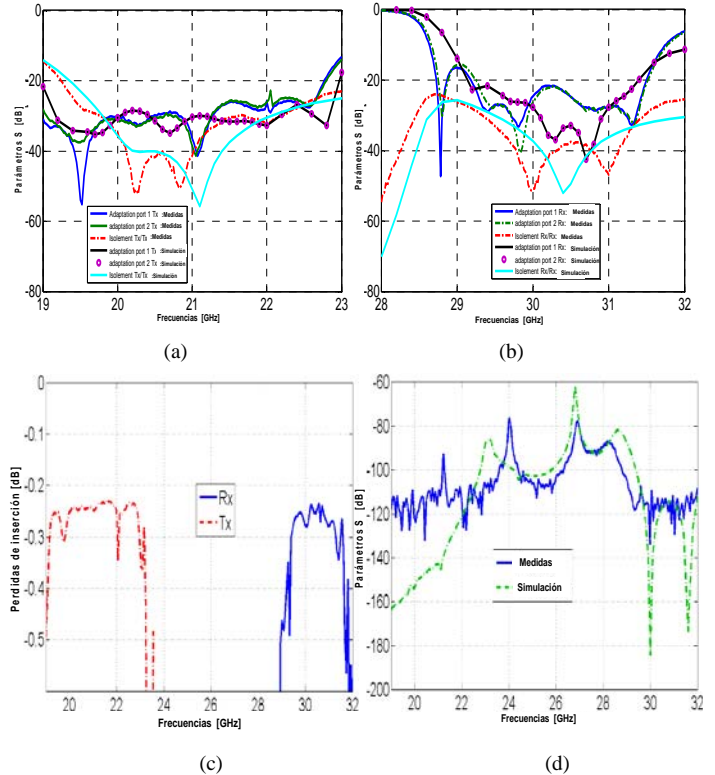 0
-20
-40
-60
-80
Parámetros S [dB]
19
20
21
22
23
Frecuencias [GHz]
Adaptation port 1 Tx :Medidas
adaptation port 2 Tx :Medidas
Isolement Tx/Tx :Medidas
adaptation port 1 Tx :Simulación
adaptation port 2 Tx :Simulación
Isolement Tx/Tx :Simulación
(a)
0
-20
-40
-60
-80
Parámetros S [dB]
28
29
30
31
32
Frecuencias [GHz]
Adaptation port 1 Rx: Medidas
adaptation port 2 Rx: Medidas
Isolement Rx/Rx: Medidas
adaptation port 1 Rx: Simulación
adaptation port 2 Rx: Simulación
Isolement Rx/Rx: Simulación
(b)
0
-0.1
-0.2
-0.3
-0.4
-0.5
Perdidas de inserción [dB]
Rx
Tx
20
22
24
26
28
30
32
Frecuencias [GHz]
(c)
-60
-80
-100
-120
-140
-160
-180
-200
Parámetros S [dB]
Medidas
Simulación
20
22
24
26
28
30
32
Frecuencias [GHz]
(d)